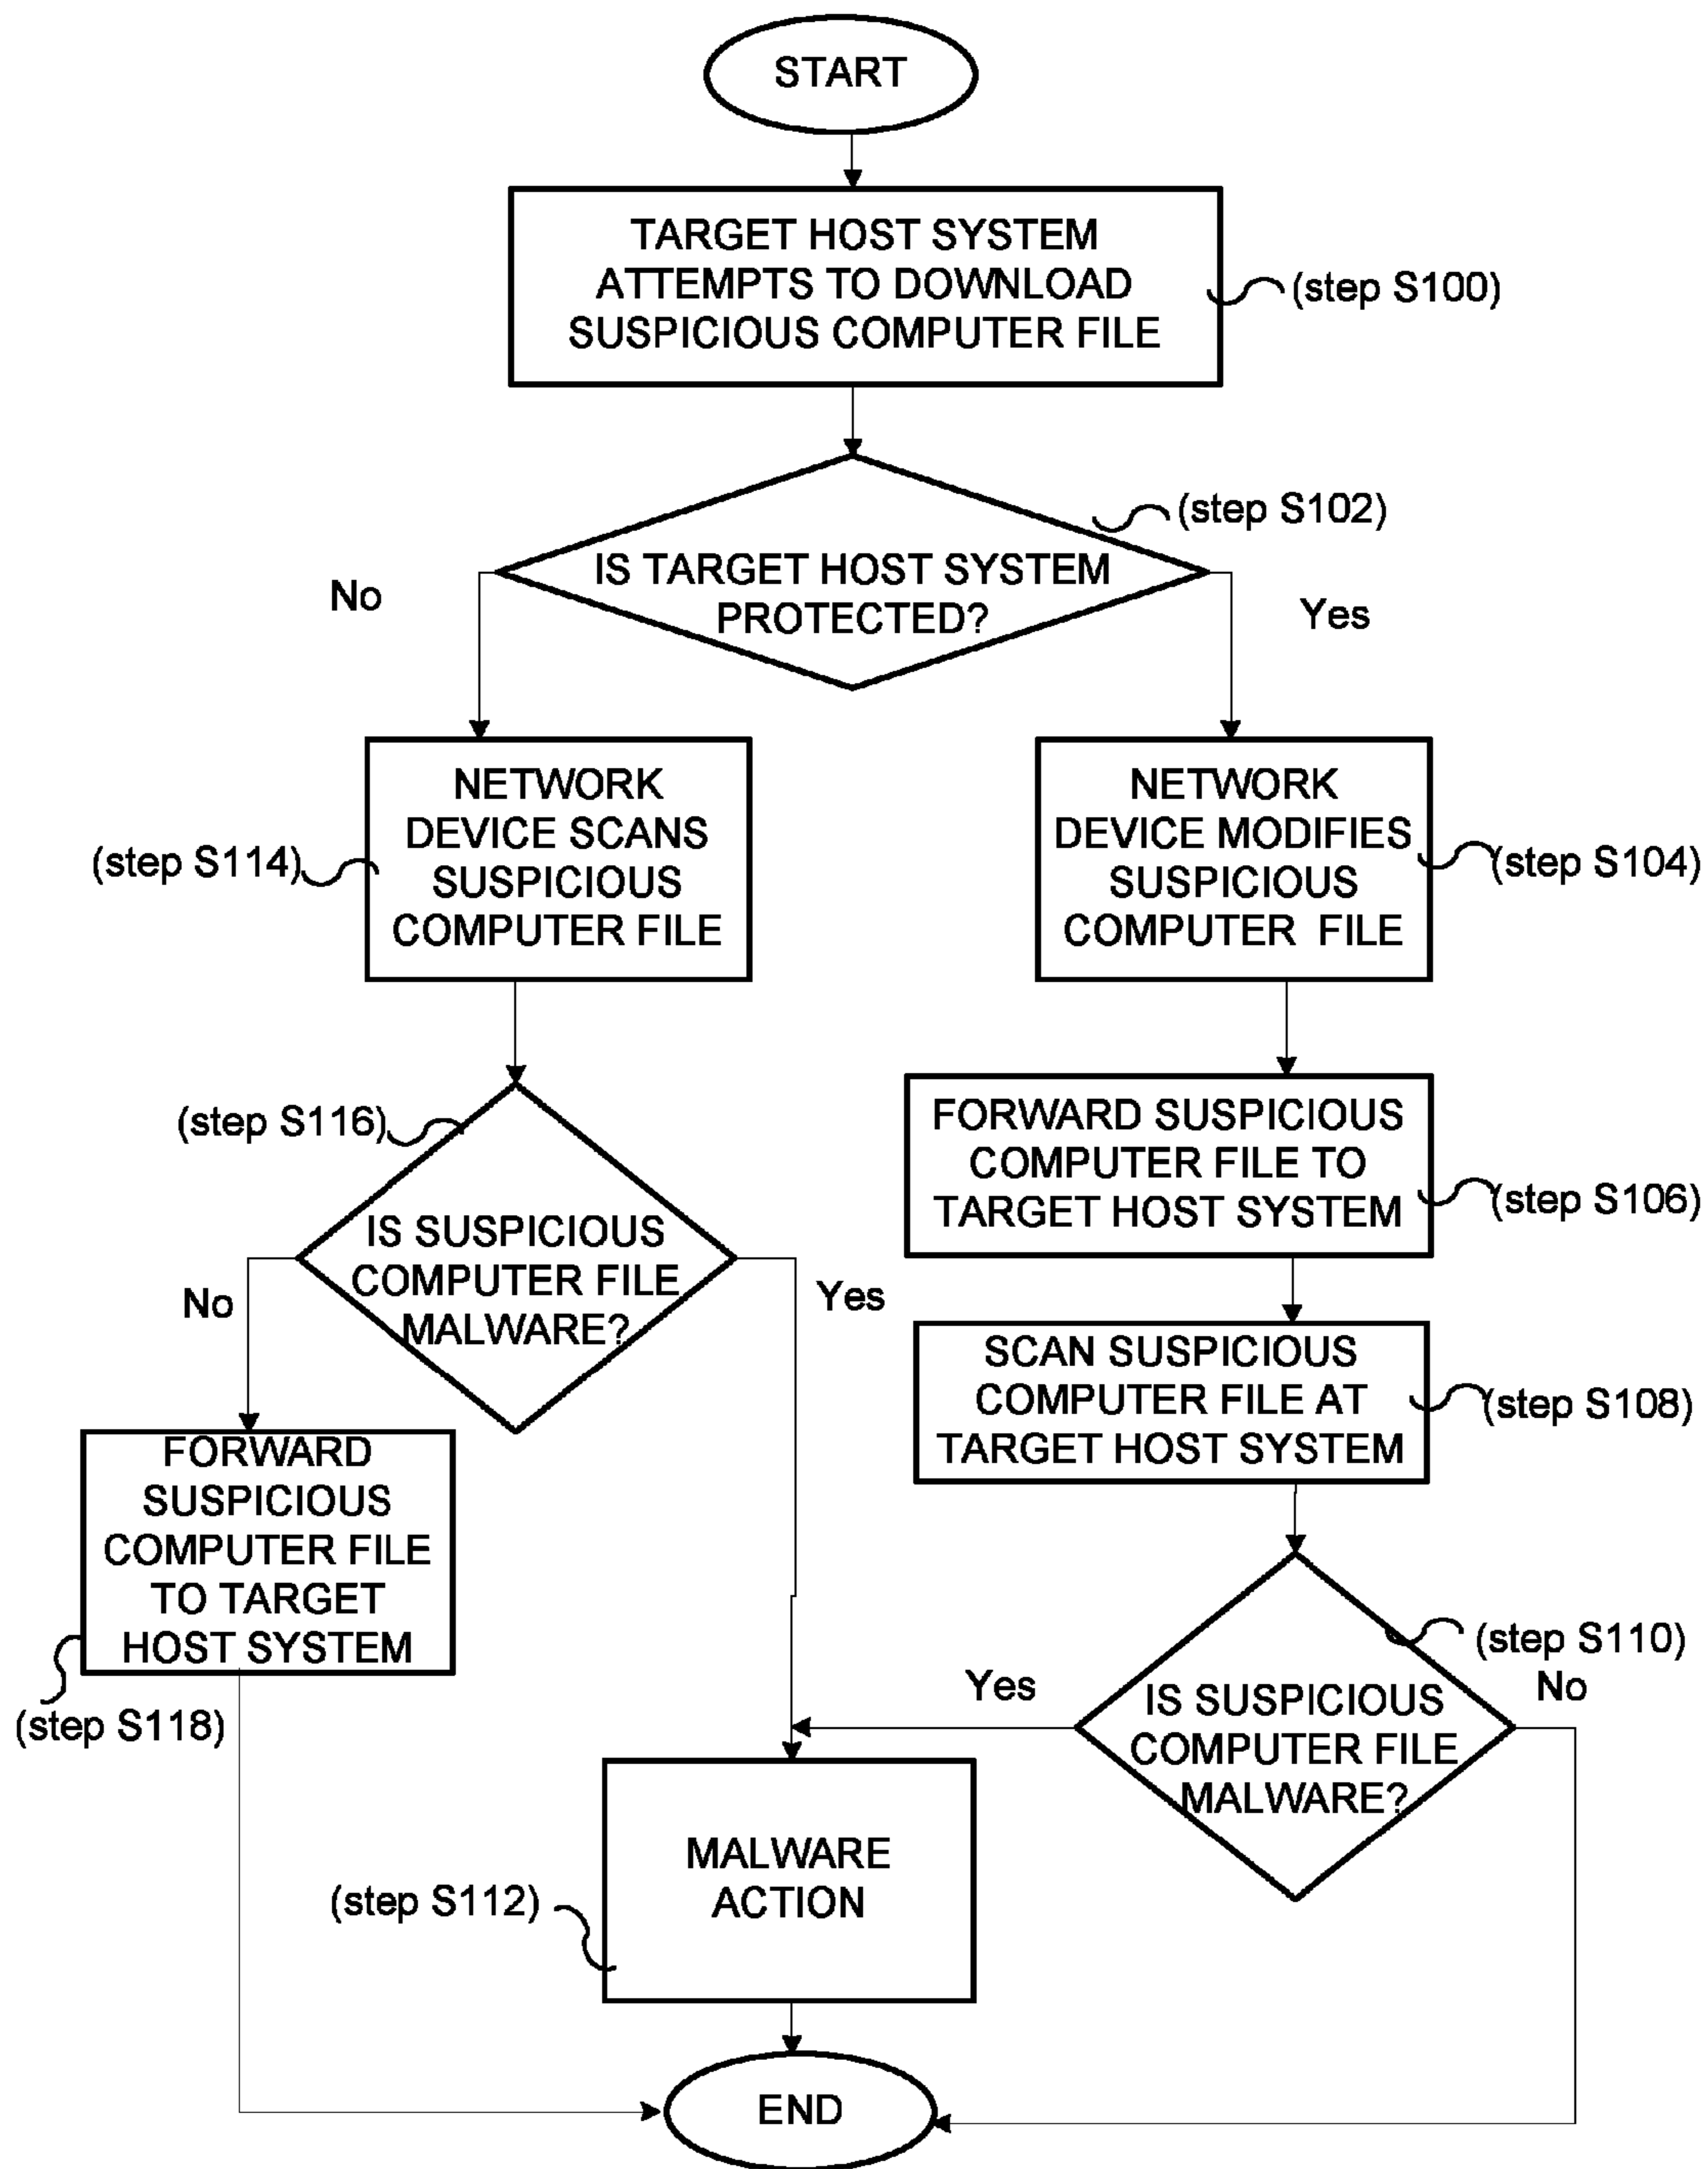 START
TARGET HOST SYSTEM
ATTEMPTS TO DOWNLOAD
SUSPICIOUS COMPUTER FILE
(step S100)
(step S102)
IS TARGET HOST SYSTEM
PROTECTED?
No
Yes
NETWORK
DEVICE SCANS
SUSPICIOUS
COMPUTER FILE
(step S114)
NETWORK
DEVICE MODIFIES
SUSPICIOUS
COMPUTER FILE
(step S104)
(step S116)
IS SUSPICIOUS
COMPUTER FILE
MALWARE?
No
Yes
FORWARD SUSPICIOUS
COMPUTER FILE TO
TARGET HOST SYSTEM
(step S106)
SCAN SUSPICIOUS
COMPUTER FILE AT
TARGET HOST SYSTEM
(step S108)
FORWARD
SUSPICIOUS
COMPUTER FILE
TO TARGET
HOST SYSTEM
(step S118)
(step S110)
Yes
No
IS SUSPICIOUS
COMPUTER FILE
MALWARE?
MALWARE
ACTION
(step S112)
END